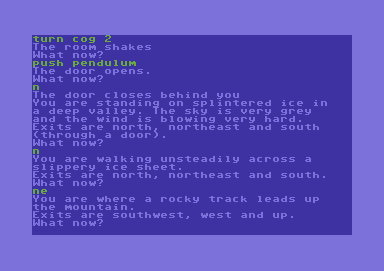 turn cog 2
The room shakes
What now?
push pendulum
The door opens.
What now?
n
The door closes behind you
You are standing on splintered ice in
a deep valley. The sky is very grey
and the wind is blowing very hard.
Exits are north, northeast and south
(through a door).
What now?
n
You are walking unsteadily across a
slippery ice sheet.
Exits are north, northeast and south.
What now?
ne
You are where a rocky track leads up
the mountain.
Exits are southwest, west and up.
What now?